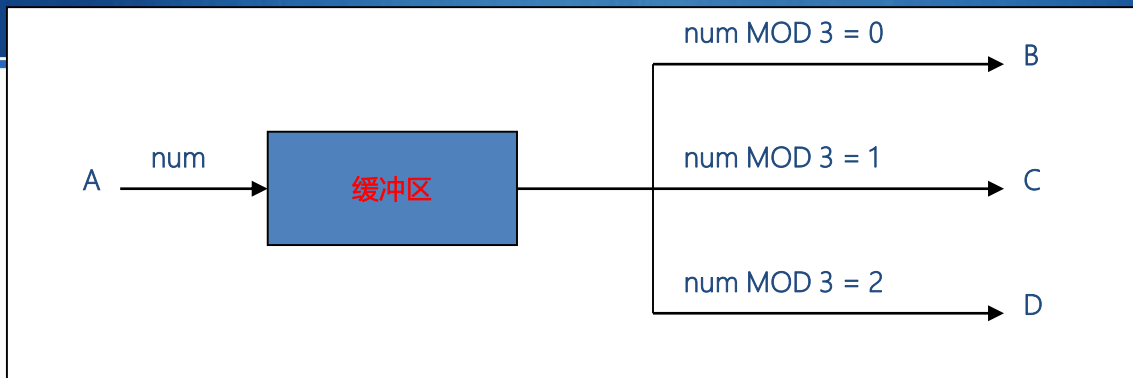 num MOD 3 = 0
B
num
num MOD 3 = 1
A
缓冲区
C
num MOD 3 = 2
D